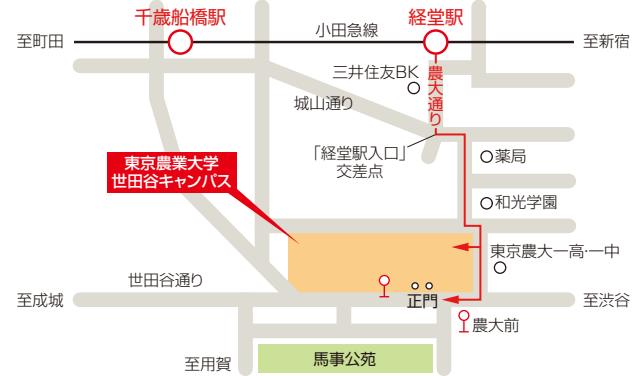 千歳船橋駅
経堂駅
小田急線
至町田
至新宿
三井住友BK
農大通り
城山通り
「経堂駅入口」
交差点
薬局
東京農業大学
世田谷キャンパス
和光学園
東京農大一高・一中
世田谷通り
至成城
正門
至渋谷
農大前
至用賀
馬事公苑